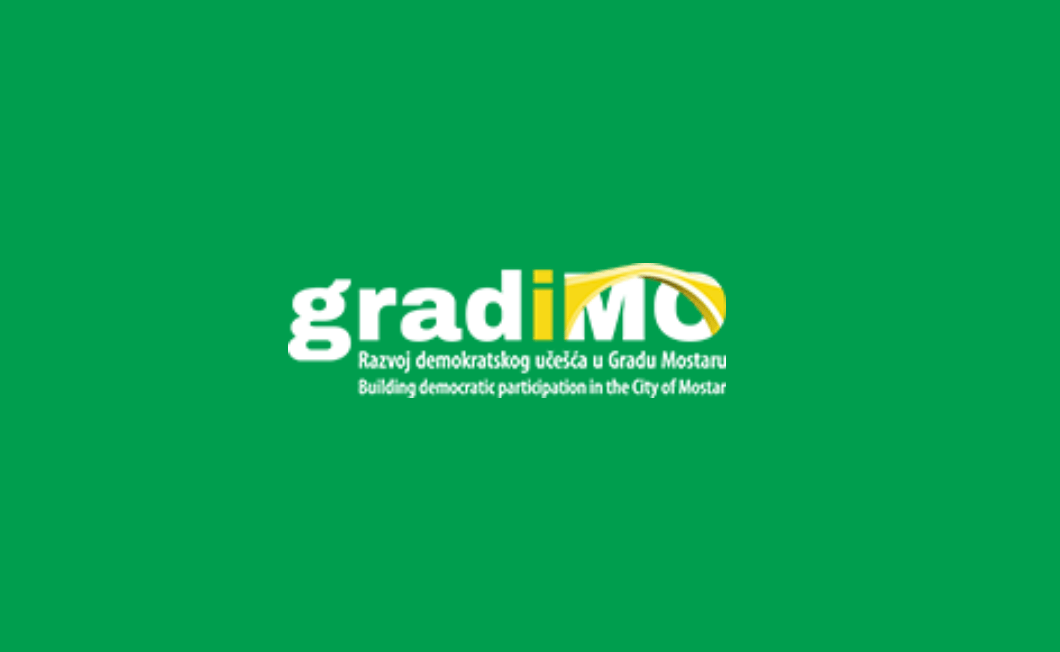 gradiMO
Razvoj demokratskog učešća u Gradu Mostaru
Building democratic participation in the City of Mostar